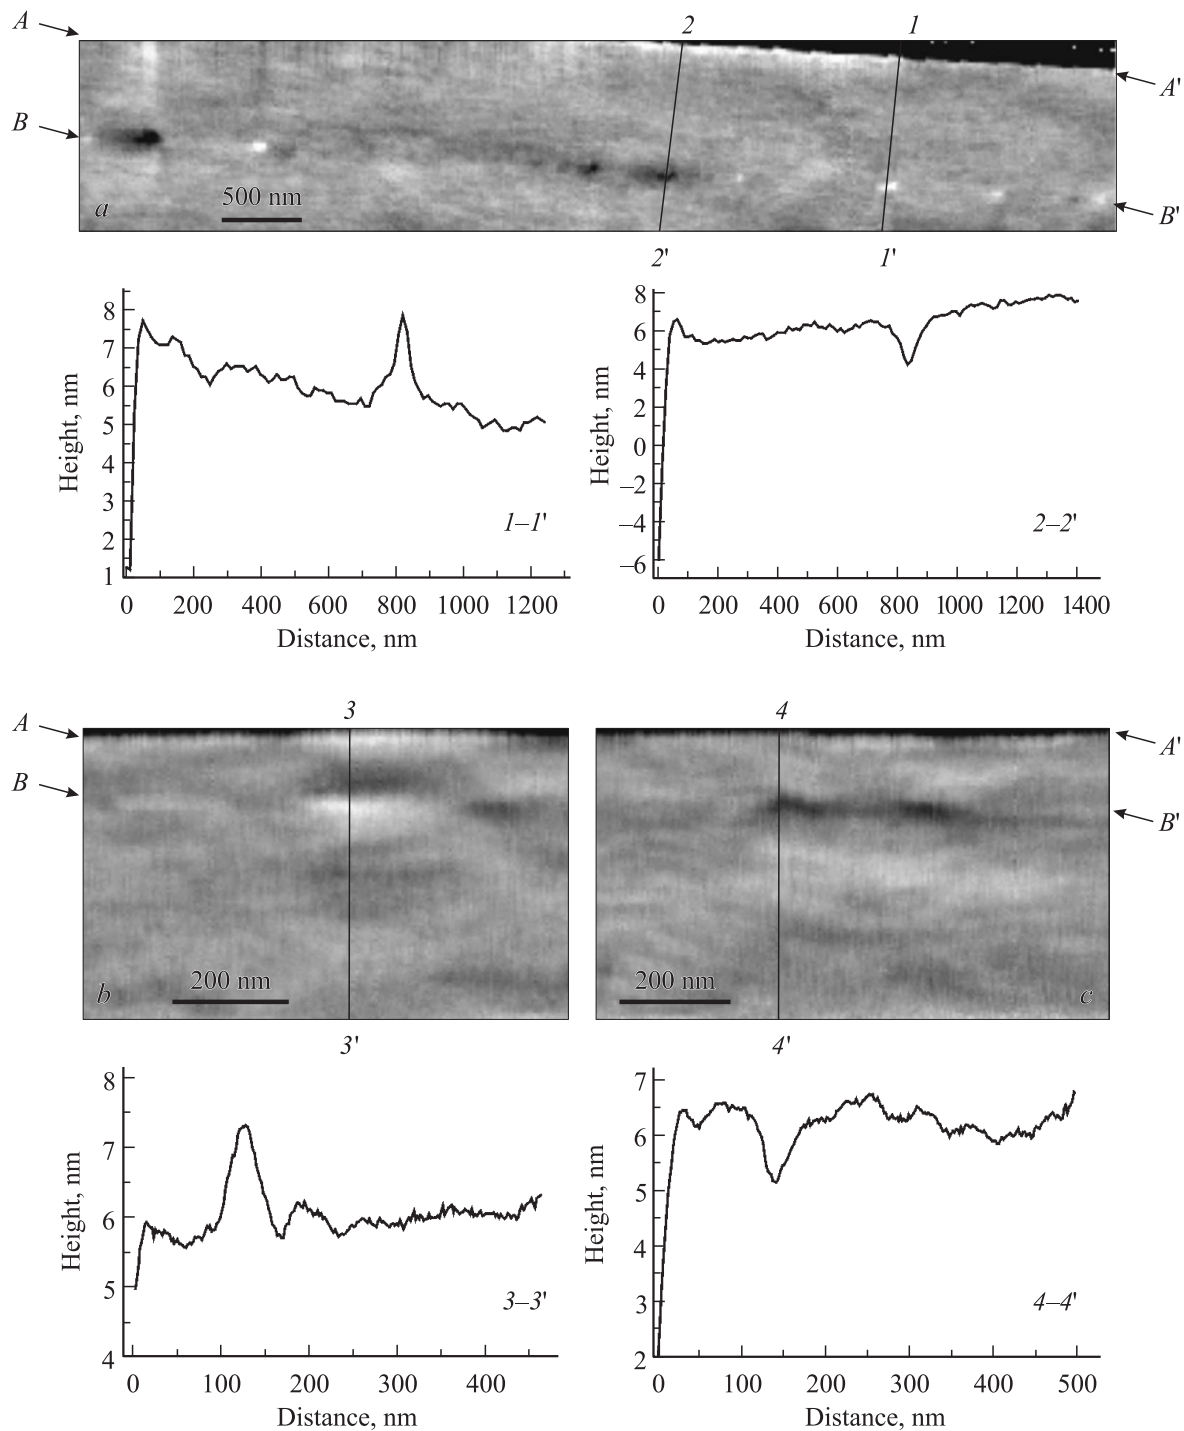 A
2
1
A'
B
500 nm
a
B'
2'
1'
8
7
6
5
4
3
2
1
Height, nm
1–1'
0 200 400 600 800 1000 1200
Distance, nm
8
6
4
2
0
–2
–4
–6
Height, nm
2–2'
0 200 400 600 800 1000 1200 1400
Distance, nm
A
3
4
A'
B
B'
200 nm
b
200 nm
c
3'
4'
8
7
6
5
4
Height, nm
3–3'
0 100 200 300 400
Distance, nm
7
6
5
4
3
2
Height, nm
4–4'
0 100 200 300 400 500
Distance, nm